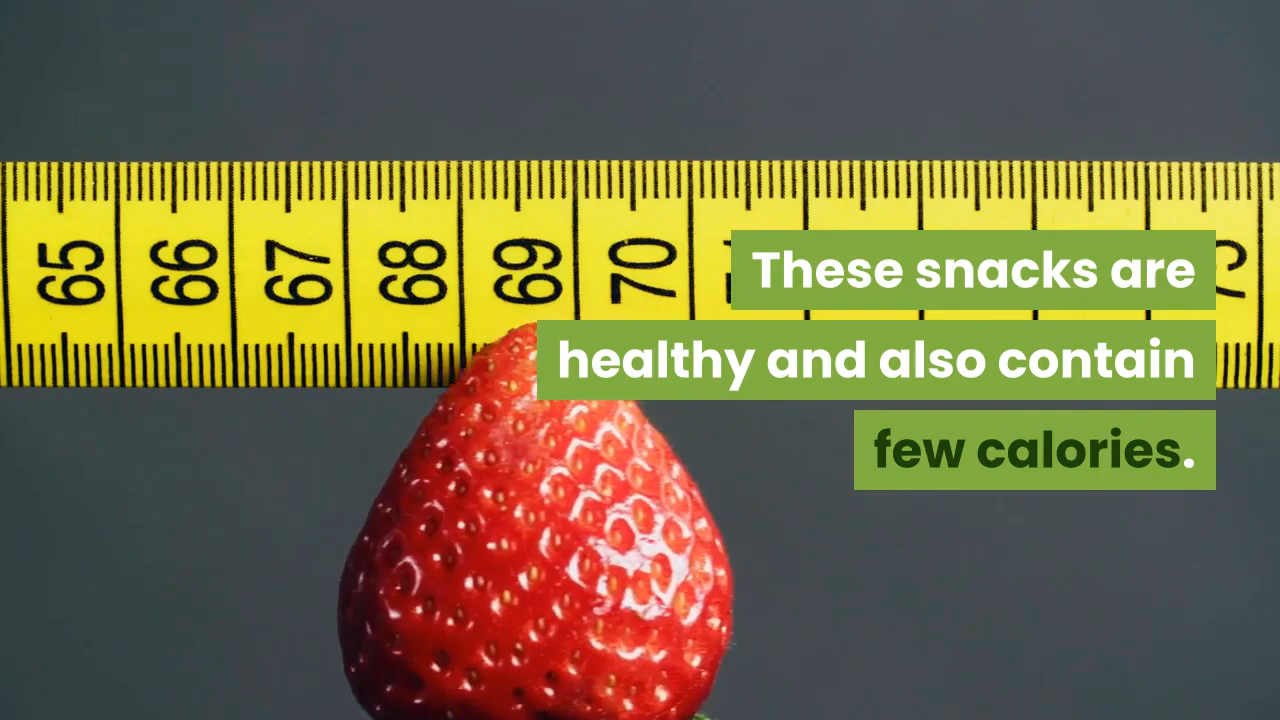 65 66 67 68 69 70
These snacks are
healthy and also contain
few calories.